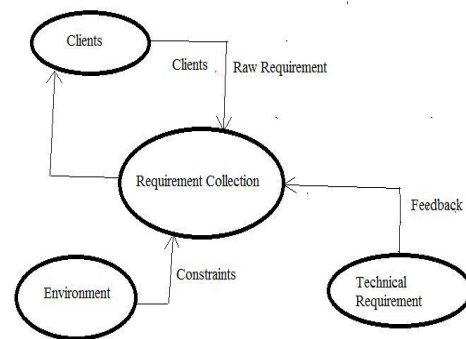 Clients
Clients
Raw Requirement
Requirement Collection
Feedback
Constraints
Environment
Technical
Requirement